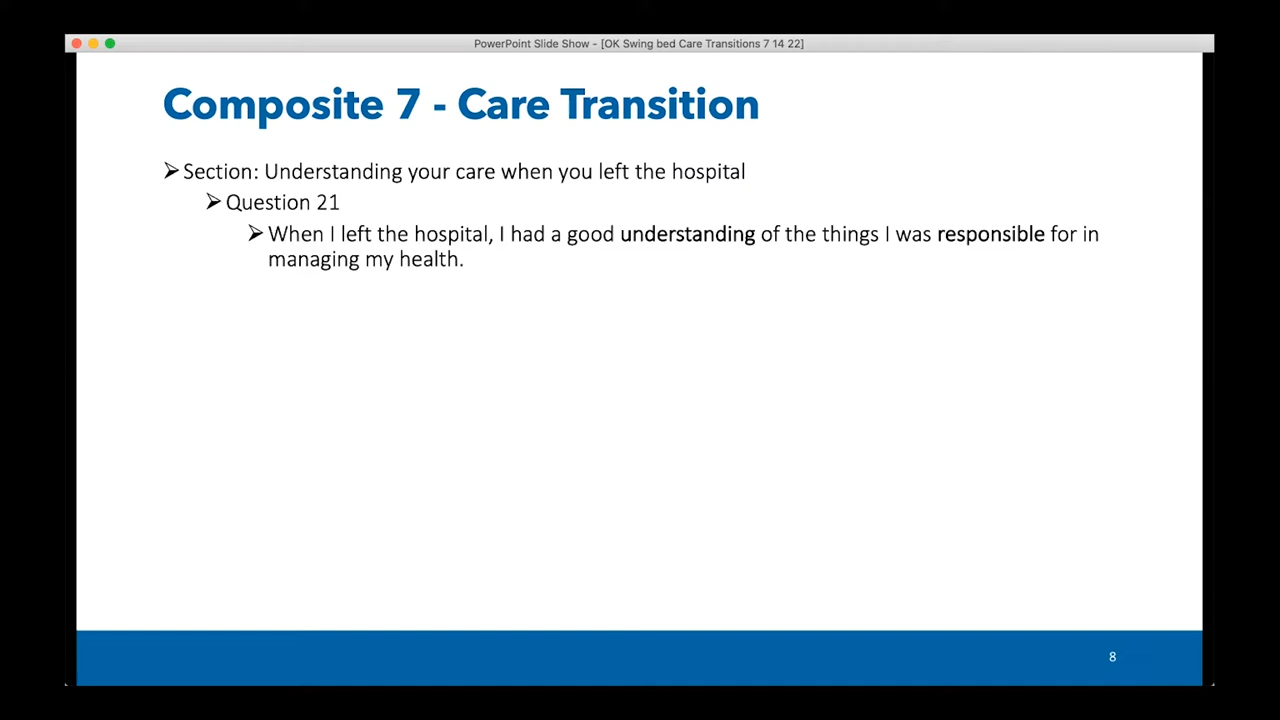 PowerPoint Slide Show - [OK Swing bed Care Transitions 7 14 22]
Composite 7 - Care Transition
Section: Understanding your care when you left the hospital
Question 21
When I left the hospital, I had a good understanding of the things I was responsible for in
managing my health.
8